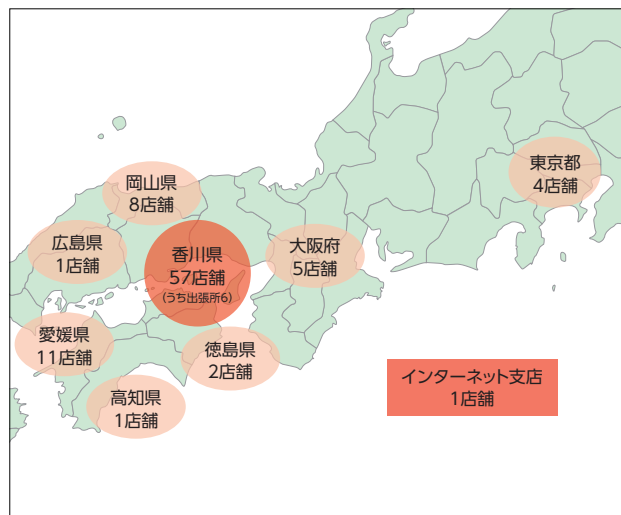 岡山県
8店舗
東京都
4店舗
広島県
1店舗
香川県
57店舗
(うち出張所6)
大阪府
5店舗
愛媛県
11店舗
徳島県
2店舗
高知県
1店舗
インターネット支店
1店舗